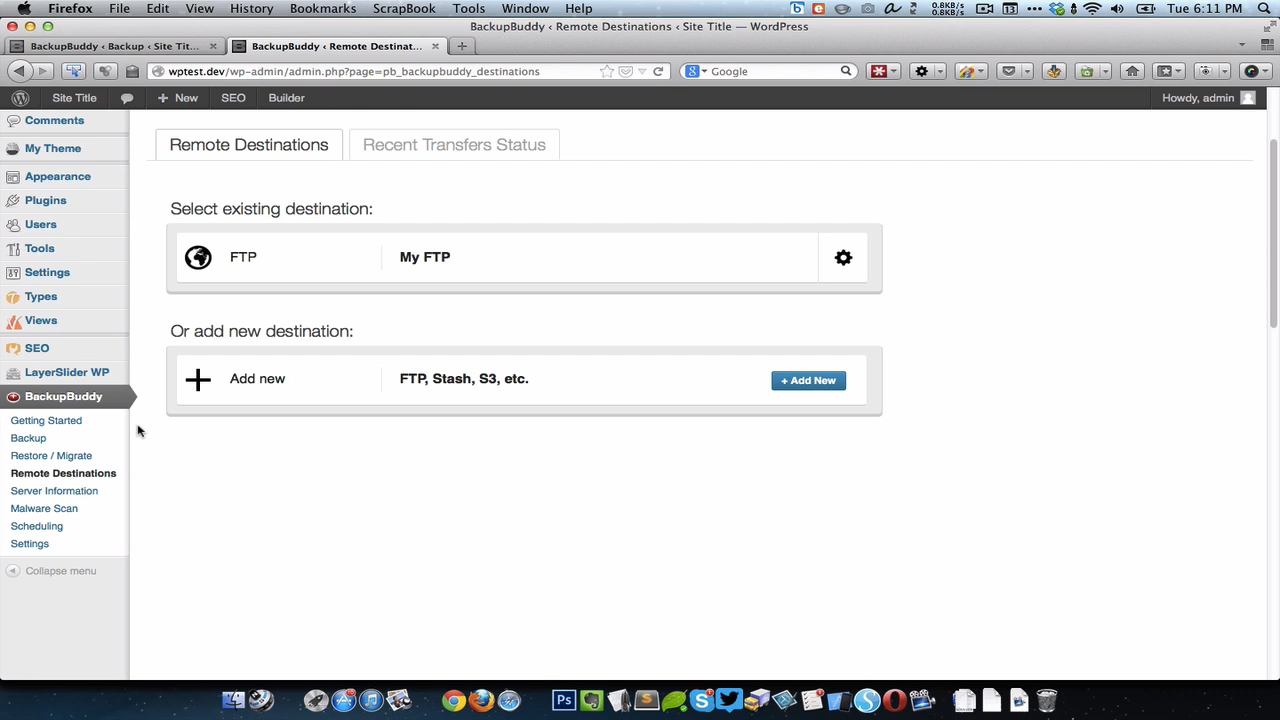 Firefox File Edit View History Bookmarks ScrapBook Tools Window Help 0.8KB/s 0.8KB/s Tue 6:11 PM
BackupBuddy ‹ Remote Destinations ‹ Site Title — WordPress
BackupBuddy ‹ Backup ‹ Site Tit... BackupBuddy ‹ Remote Destinat...
wptest.dev/wp-admin/admin.php?page=pb_backupbuddy_destinations Google
Site Title New SEO Builder Howdy, admin
Comments
My Theme
Appearance
Plugins
Users
Tools
Settings
Types
Views
SEO
LayerSlider WP
BackupBuddy
Getting Started
Backup
Restore / Migrate
Remote Destinations
Server Information
Malware Scan
Scheduling
Settings
Collapse menu
Remote Destinations Recent Transfers Status
Select existing destination:
FTP My FTP
Or add new destination:
Add new FTP, Stash, S3, etc. + Add New